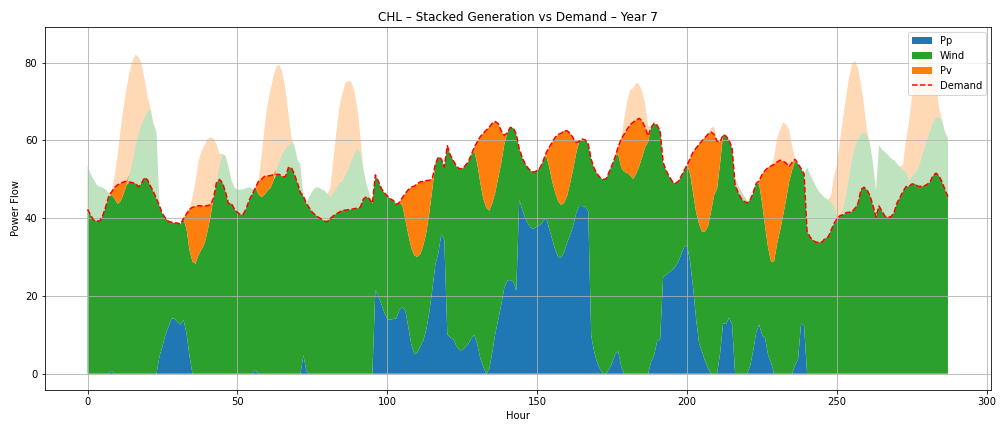 CHL – Stacked Generation vs Demand – Year 7
Pp
Wind
Pv
Demand
Power Flow
80
60
40
20
0
0 50 100 150 200 250 300
Hour